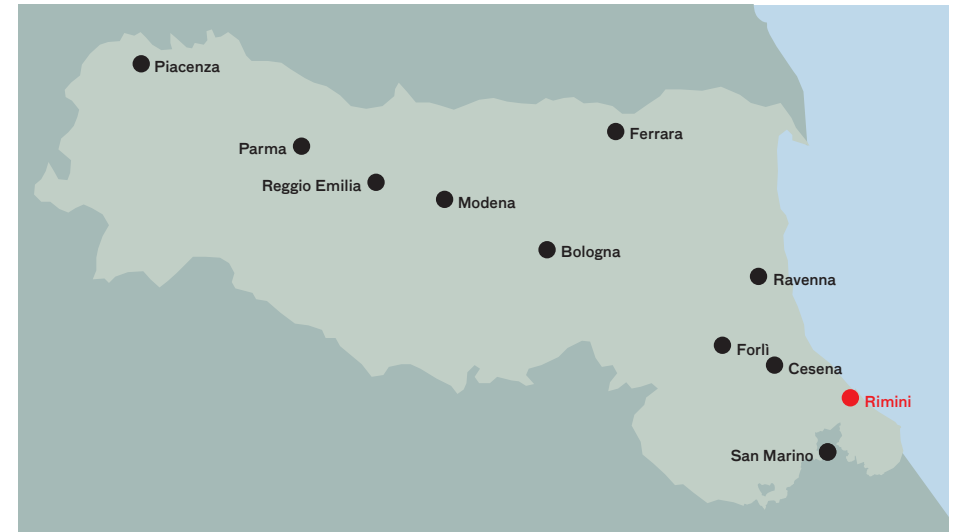 Piacenza
Ferrara
Parma
Reggio Emilia
Modena
Bologna
Ravenna
Forlì
Cesena
Rimini
San Marino